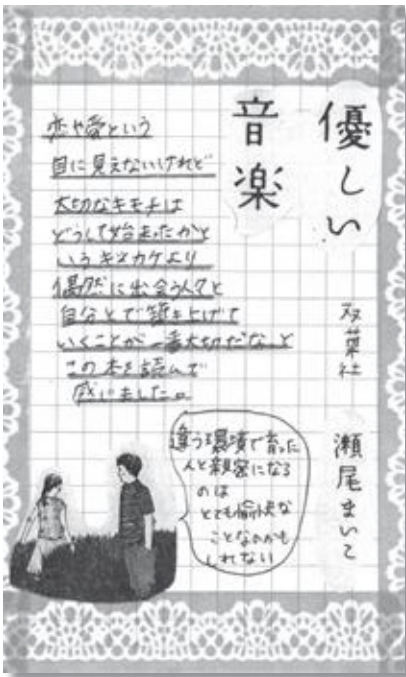 優しい
音楽
双葉社
瀬尾まいこ
恋や愛という
目に見えないけれど
大切なキモチは
どうして始まったかと
いうキッカケより
偶然に出会う人と
自分とで築き上げて
いくことが一番大切だなと
この本を読んで
感じました。
違う環境で育った
人と親密になる
のは
とても愉快な
ことなのかも
しれない